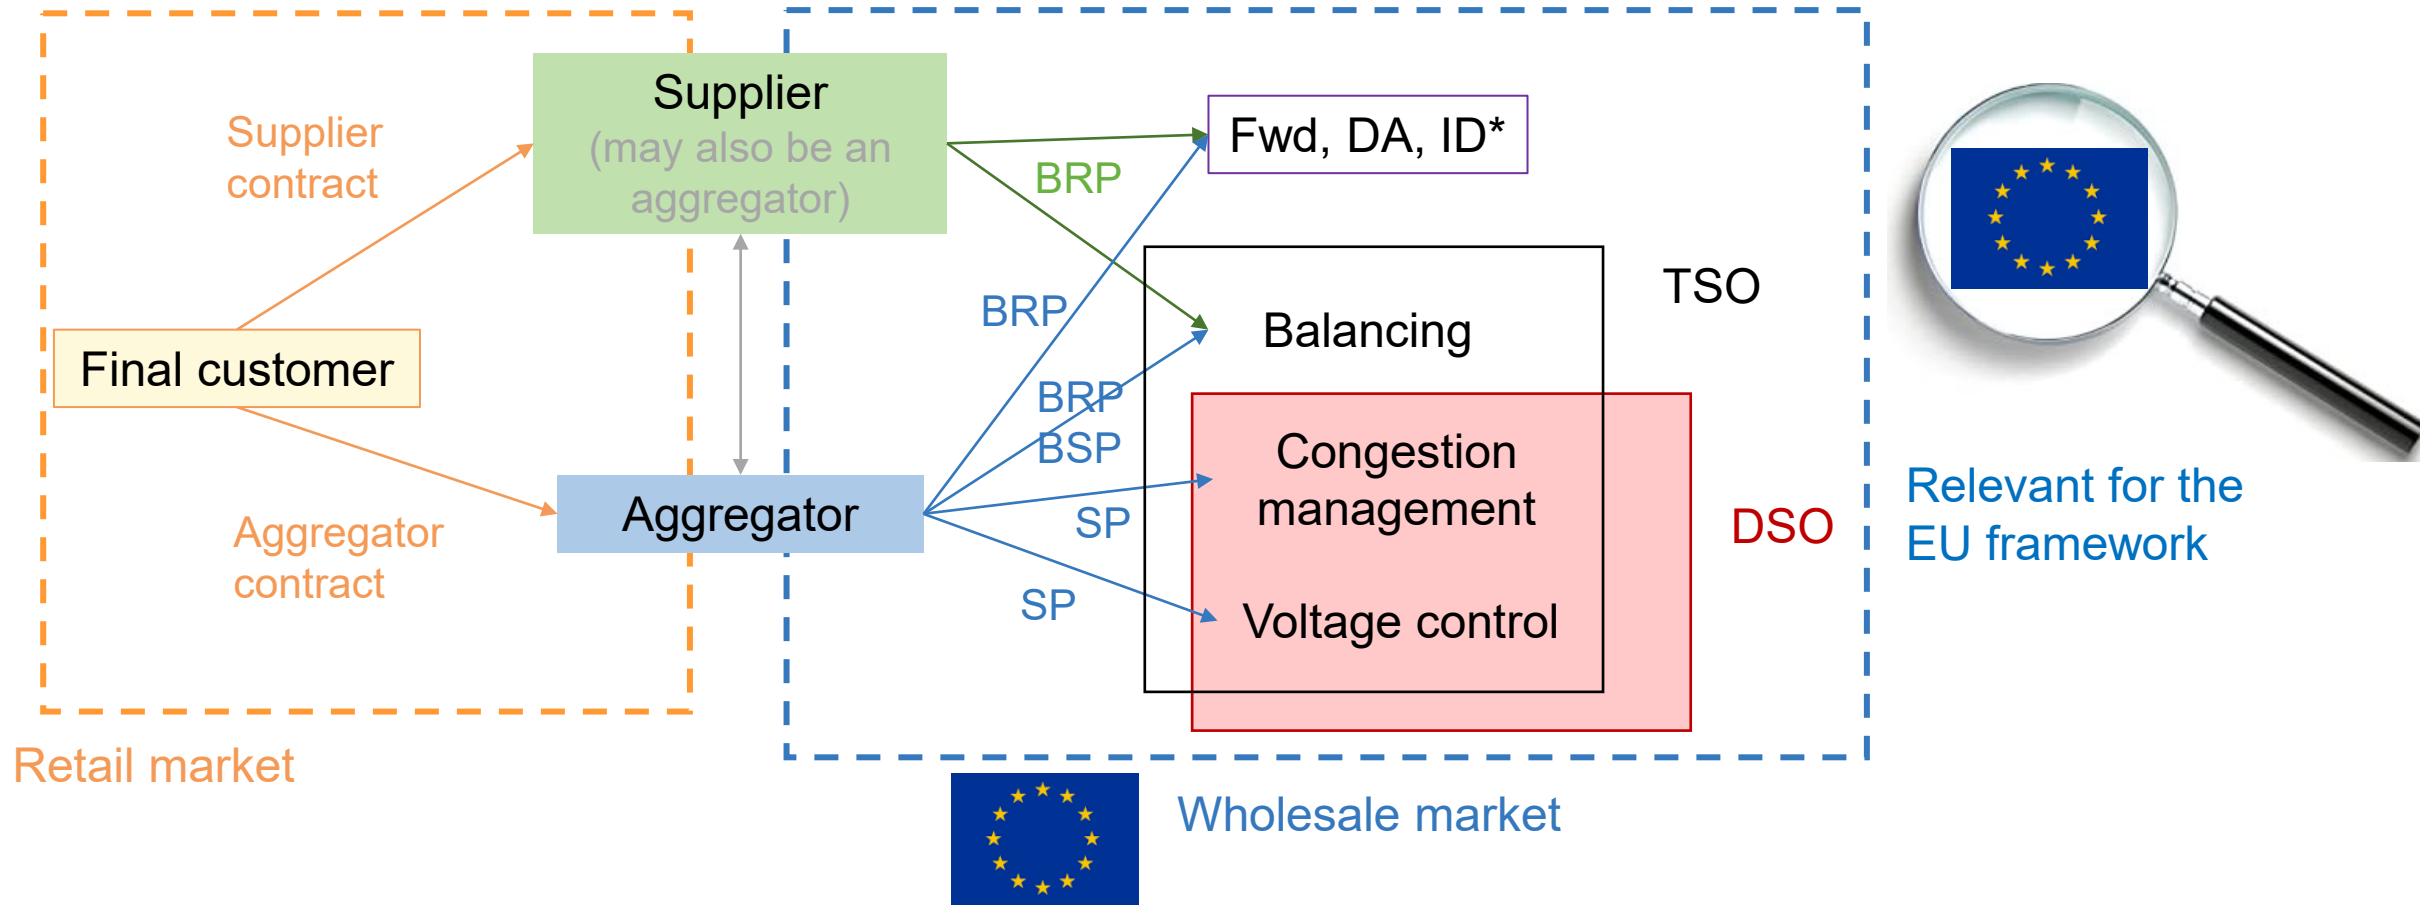 Supplier
(may also be an
aggregator)
Supplier
contract
Fwd, DA, ID*
BRP
TSO
BRP
Balancing
Final customer
BRP
BSP
Congestion
management
Relevant for the
EU framework
Aggregator
SP
DSO
Aggregator
contract
SP
Voltage control
Retail market
Wholesale market